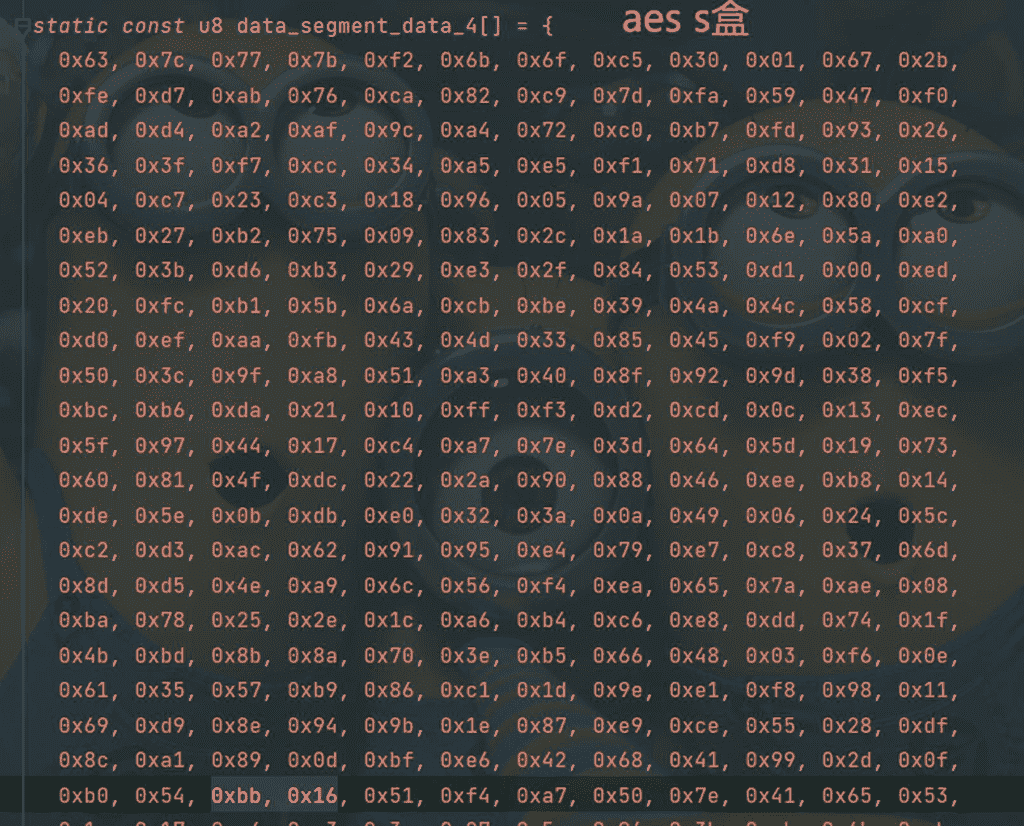 static const u8 data_segment_data_4[] = { aes s盒
0x63, 0x7c, 0x77, 0x7b, 0xf2, 0x6b, 0x6f, 0xc5, 0x30, 0x01, 0x67, 0x2b,
0xfe, 0xd7, 0xab, 0x76, 0xca, 0x82, 0xc9, 0x7d, 0xfa, 0x59, 0x47, 0xf0,
0xad, 0xd4, 0xa2, 0xaf, 0x9c, 0xa4, 0x72, 0xc0, 0xb7, 0xfd, 0x93, 0x26,
0x36, 0x3f, 0xf7, 0xcc, 0x34, 0xa5, 0xe5, 0xf1, 0x71, 0xd8, 0x31, 0x15,
0x04, 0xc7, 0x23, 0xc3, 0x18, 0x96, 0x05, 0x9a, 0x07, 0x12, 0x80, 0xe2,
0xeb, 0x27, 0xb2, 0x75, 0x09, 0x83, 0x2c, 0x1a, 0x1b, 0x6e, 0x5a, 0xa0,
0x52, 0x3b, 0xd6, 0xb3, 0x29, 0xe3, 0x2f, 0x84, 0x53, 0xd1, 0x00, 0xed,
0x20, 0xfc, 0xb1, 0x5b, 0x6a, 0xcb, 0xbe, 0x39, 0x4a, 0x4c, 0x58, 0xcf,
0xd0, 0xef, 0xaa, 0xfb, 0x43, 0x4d, 0x33, 0x85, 0x45, 0xf9, 0x02, 0x7f,
0x50, 0x3c, 0x9f, 0xa8, 0x51, 0xa3, 0x40, 0x8f, 0x92, 0x9d, 0x38, 0xf5,
0xbc, 0xb6, 0xda, 0x21, 0x10, 0xff, 0xf3, 0xd2, 0xcd, 0x0c, 0x13, 0xec,
0x5f, 0x97, 0x44, 0x17, 0xc4, 0xa7, 0x7e, 0x3d, 0x64, 0x5d, 0x19, 0x73,
0x60, 0x81, 0x4f, 0xdc, 0x22, 0x2a, 0x90, 0x88, 0x46, 0xee, 0xb8, 0x14,
0xde, 0x5e, 0x0b, 0xdb, 0xe0, 0x32, 0x3a, 0x0a, 0x49, 0x06, 0x24, 0x5c,
0xc2, 0xd3, 0xac, 0x62, 0x91, 0x95, 0xe4, 0x79, 0xe7, 0xc8, 0x37, 0x6d,
0x8d, 0xd5, 0x4e, 0xa9, 0x6c, 0x56, 0xf4, 0xea, 0x65, 0x7a, 0xae, 0x08,
0xba, 0x78, 0x25, 0x2e, 0x1c, 0xa6, 0xb4, 0xc6, 0xe8, 0xdd, 0x74, 0x1f,
0x4b, 0xbd, 0x8b, 0x8a, 0x70, 0x3e, 0xb5, 0x66, 0x48, 0x03, 0xf6, 0x0e,
0x61, 0x35, 0x57, 0xb9, 0x86, 0xc1, 0x1d, 0x9e, 0xe1, 0xf8, 0x98, 0x11,
0x69, 0xd9, 0x8e, 0x94, 0x9b, 0x1e, 0x87, 0xe9, 0xce, 0x55, 0x28, 0xdf,
0x8c, 0xa1, 0x89, 0x0d, 0xbf, 0xe6, 0x42, 0x68, 0x41, 0x99, 0x2d, 0x0f,
0xb0, 0x54, 0xbb, 0x16, 0x51, 0xf4, 0xa7, 0x50, 0x7e, 0x41, 0x65, 0x53,